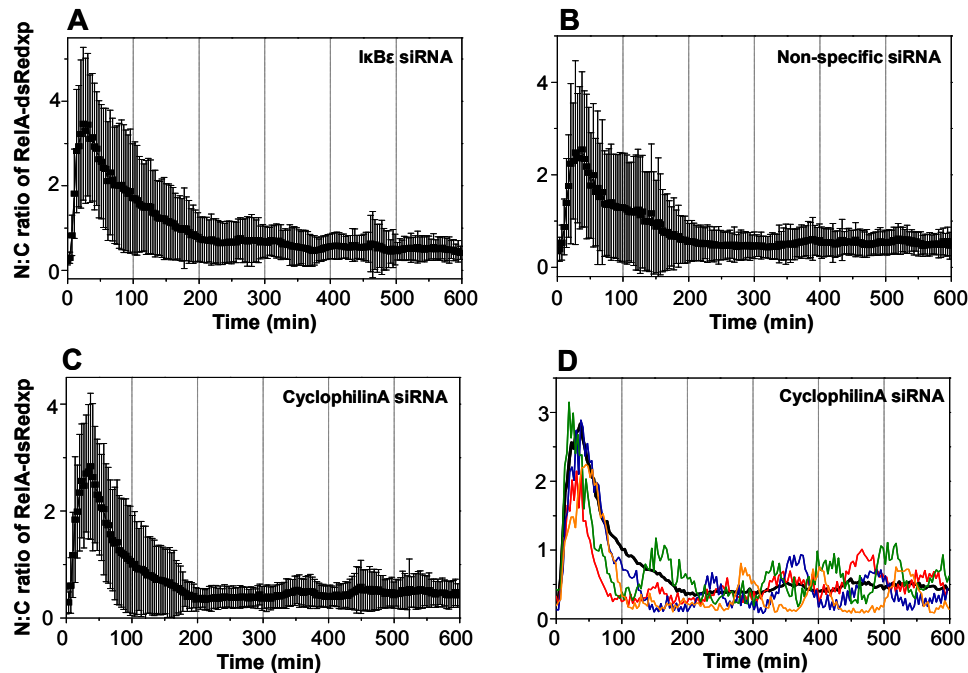 A
IκBε siRNA
N:C ratio of RelA-dsRedxp
4
2
0
0 100 200 300 400 500 600
Time (min)
B
Non-specific siRNA
4
2
0
0 100 200 300 400 500 600
Time (min)
C
CyclophilinA siRNA
N:C ratio of RelA-dsRedxp
4
2
0
0 100 200 300 400 500 600
Time (min)
D
CyclophilinA siRNA
3
2
1
0
0 100 200 300 400 500 600
Time (min)